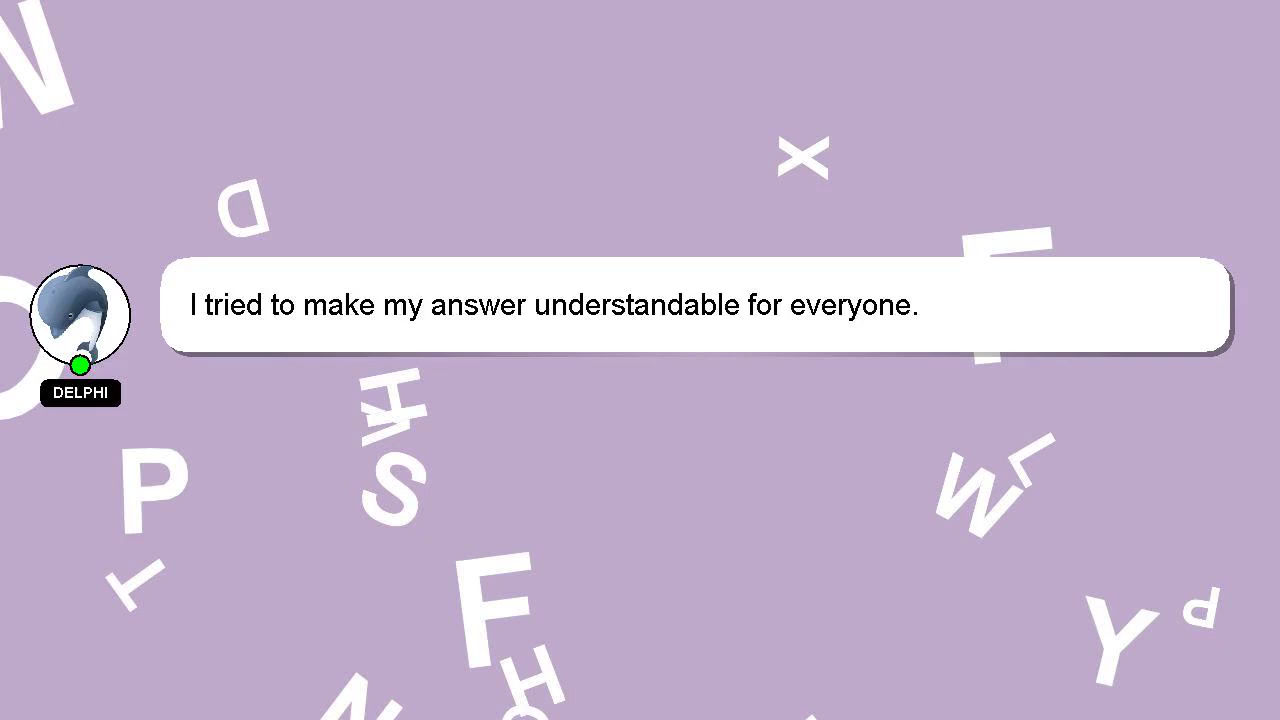 N
D
X
I tried to make my answer understandable for everyone.
DELPHI
H
S
P
W
L
T
F
Y
P
H
N